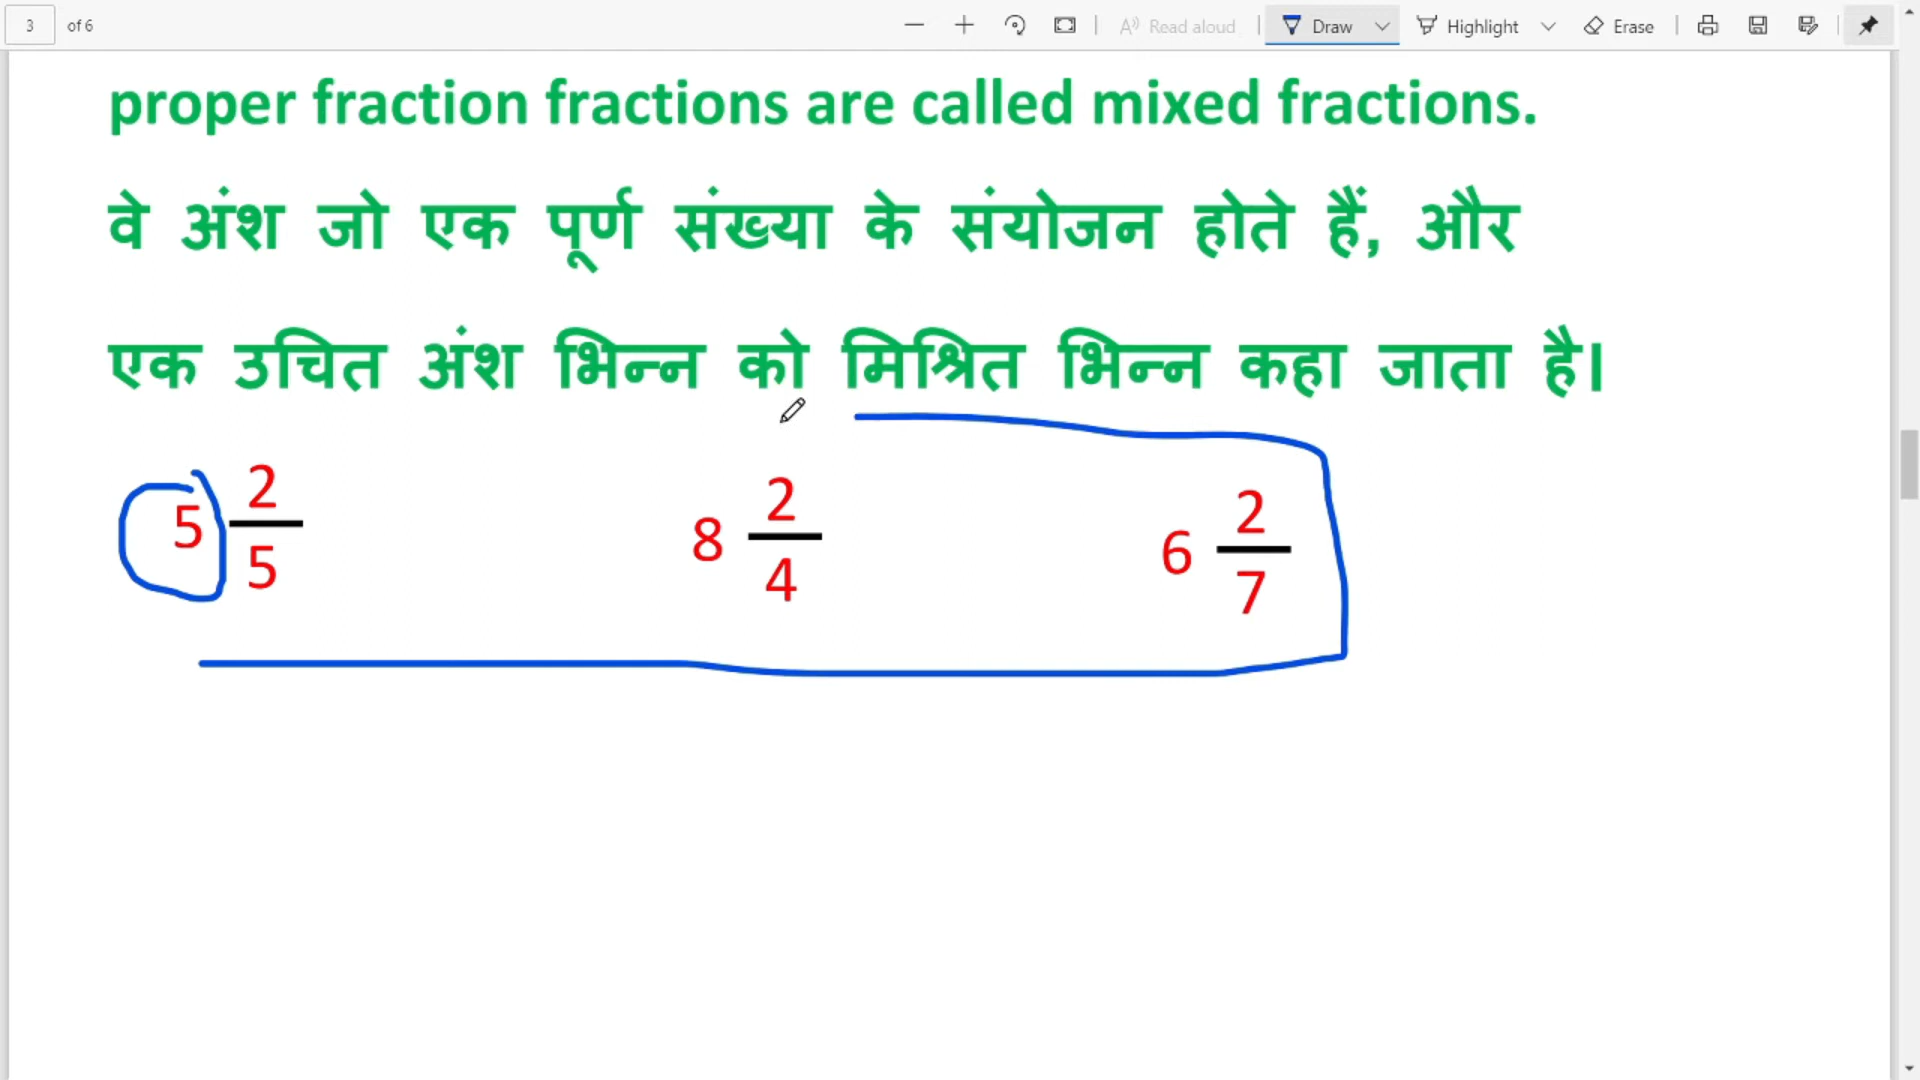 3 of 6 Read aloud Draw Highlight Erase
proper fraction fractions are called mixed fractions.
वे अंश जो एक पूर्ण संख्या के संयोजन होते हैं, और
एक उचित अंश भिन्न को मिश्रित भिन्न कहा जाता है।
5 2/5 8 2/4 6 2/7